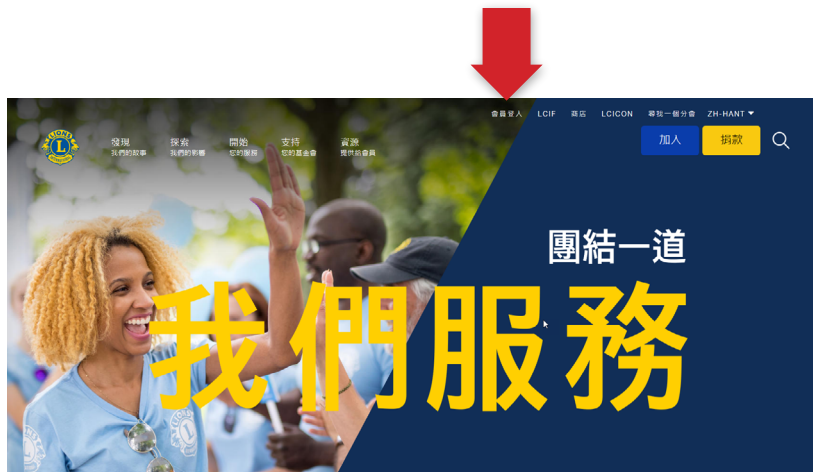 會員登入 LCIF 商店 LCICON 尋找一個分會 ZH-HANT
發現 探索 開始 支持 資源
我們的故事 我們的影響 您的服務 您的基金會 提供給會員
加入 捐款
團結一道
我們服務
LIONS
L
INTERNATIONAL